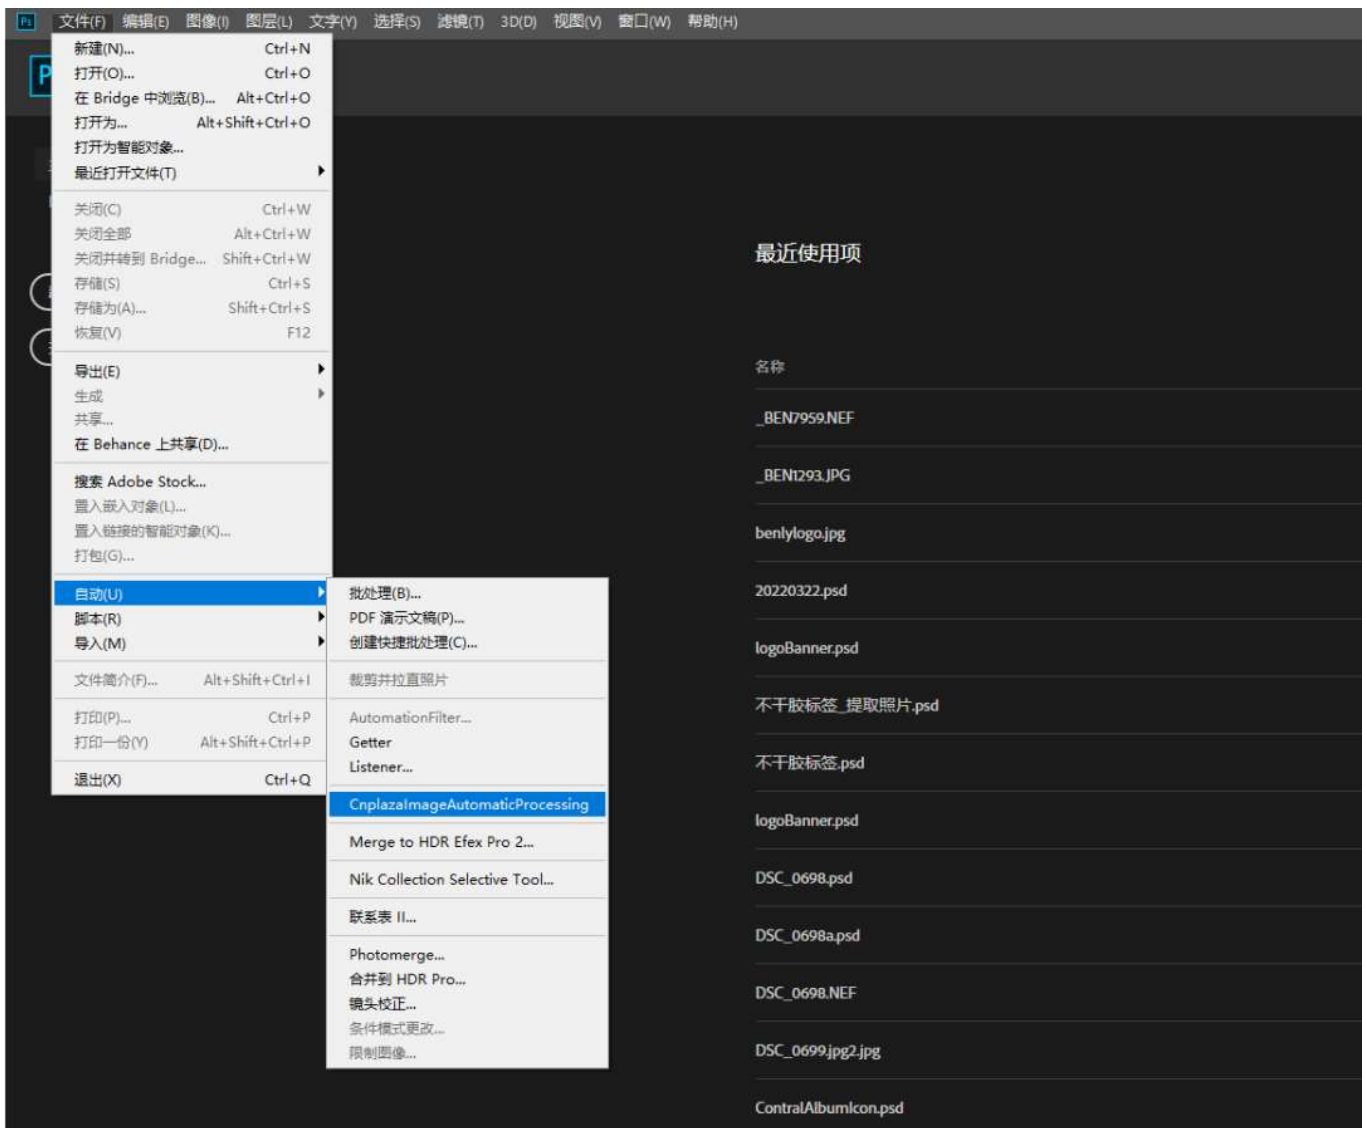 Ps 文件(F) 编辑(E) 图像(I) 图层(L) 文字(Y) 选择(S) 滤镜(T) 3D(D) 视图(V) 窗口(W) 帮助(H)
新建(N)... Ctrl+N
打开(O)... Ctrl+O
在 Bridge 中浏览(B)... Alt+Ctrl+O
打开为... Alt+Shift+Ctrl+O
打开为智能对象...
最近打开文件(T)
关闭(C) Ctrl+W
关闭全部 Alt+Ctrl+W
关闭并转到 Bridge... Shift+Ctrl+W
存储(S) Ctrl+S
存储为(A)... Shift+Ctrl+S
恢复(V) F12
导出(E)
生成
共享...
在 Behance 上共享(D)...
搜索 Adobe Stock...
置入嵌入对象(L)...
置入链接的智能对象(K)...
打包(G)...
自动(U)
脚本(R)
导入(M)
文件简介(F)... Alt+Shift+Ctrl+I
打印(P)... Ctrl+P
打印一份(Y) Alt+Shift+Ctrl+P
退出(X) Ctrl+Q
批处理(B)...
PDF 演示文稿(P)...
创建快捷批处理(C)...
裁剪并拉直照片
AutomationFilter...
Getter
Listener...
CnplazaImageAutomaticProcessing
Merge to HDR Efex Pro 2...
Nik Collection Selective Tool...
联系表 II...
Photomerge...
合并到 HDR Pro...
镜头校正...
条件模式更改...
限制图像...
最近使用项
名称
_BEN7959.NEF
_BEN1293.JPG
benlylogo.jpg
20220322.psd
logoBanner.psd
不干胶标签_提取照片.psd
不干胶标签.psd
logoBanner.psd
DSC_0698.psd
DSC_0698a.psd
DSC_0698.NEF
DSC_0699.jpg2.jpg
ContralAlbumIcon.psd